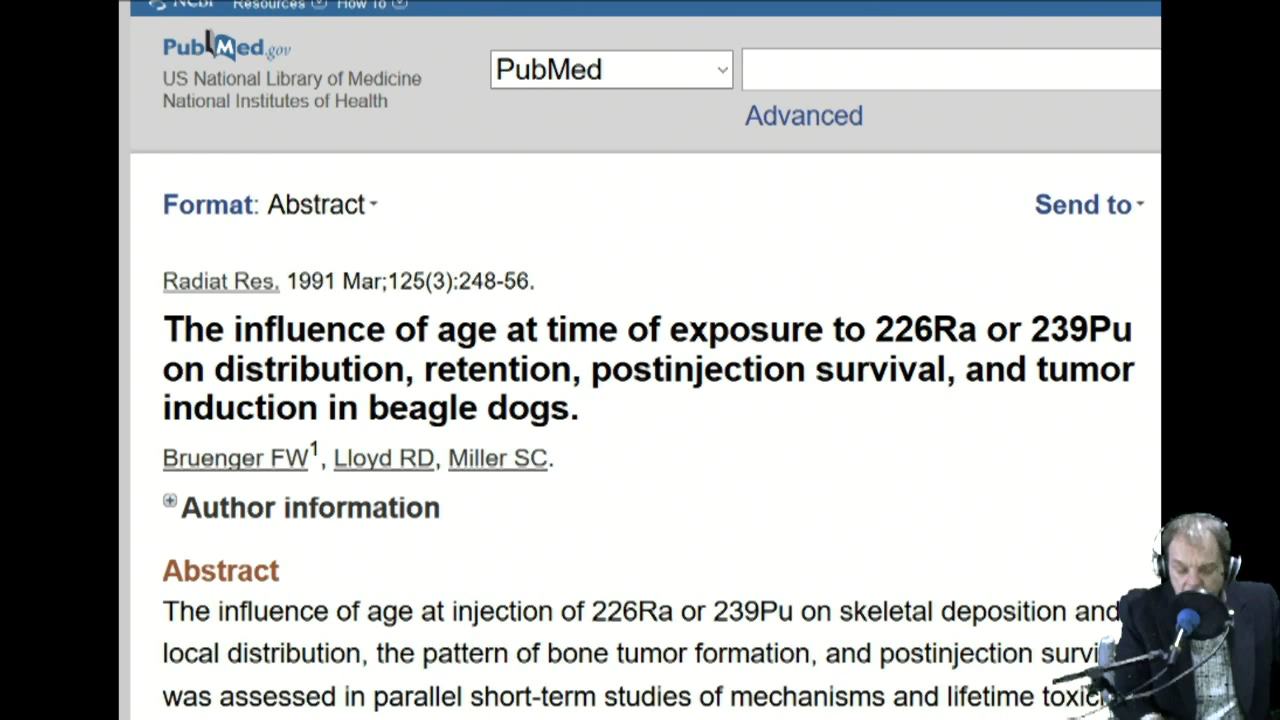 NCBI Resources How To
PubMed.gov
US National Library of Medicine
National Institutes of Health
PubMed
Advanced
Format: Abstract
Send to
Radiat Res. 1991 Mar;125(3):248-56.
The influence of age at time of exposure to 226Ra or 239Pu
on distribution, retention, postinjection survival, and tumor
induction in beagle dogs.
Bruenger FW1, Lloyd RD, Miller SC.
Author information
Abstract
The influence of age at injection of 226Ra or 239Pu on skeletal deposition and
local distribution, the pattern of bone tumor formation, and postinjection survi
was assessed in parallel short-term studies of mechanisms and lifetime toxic